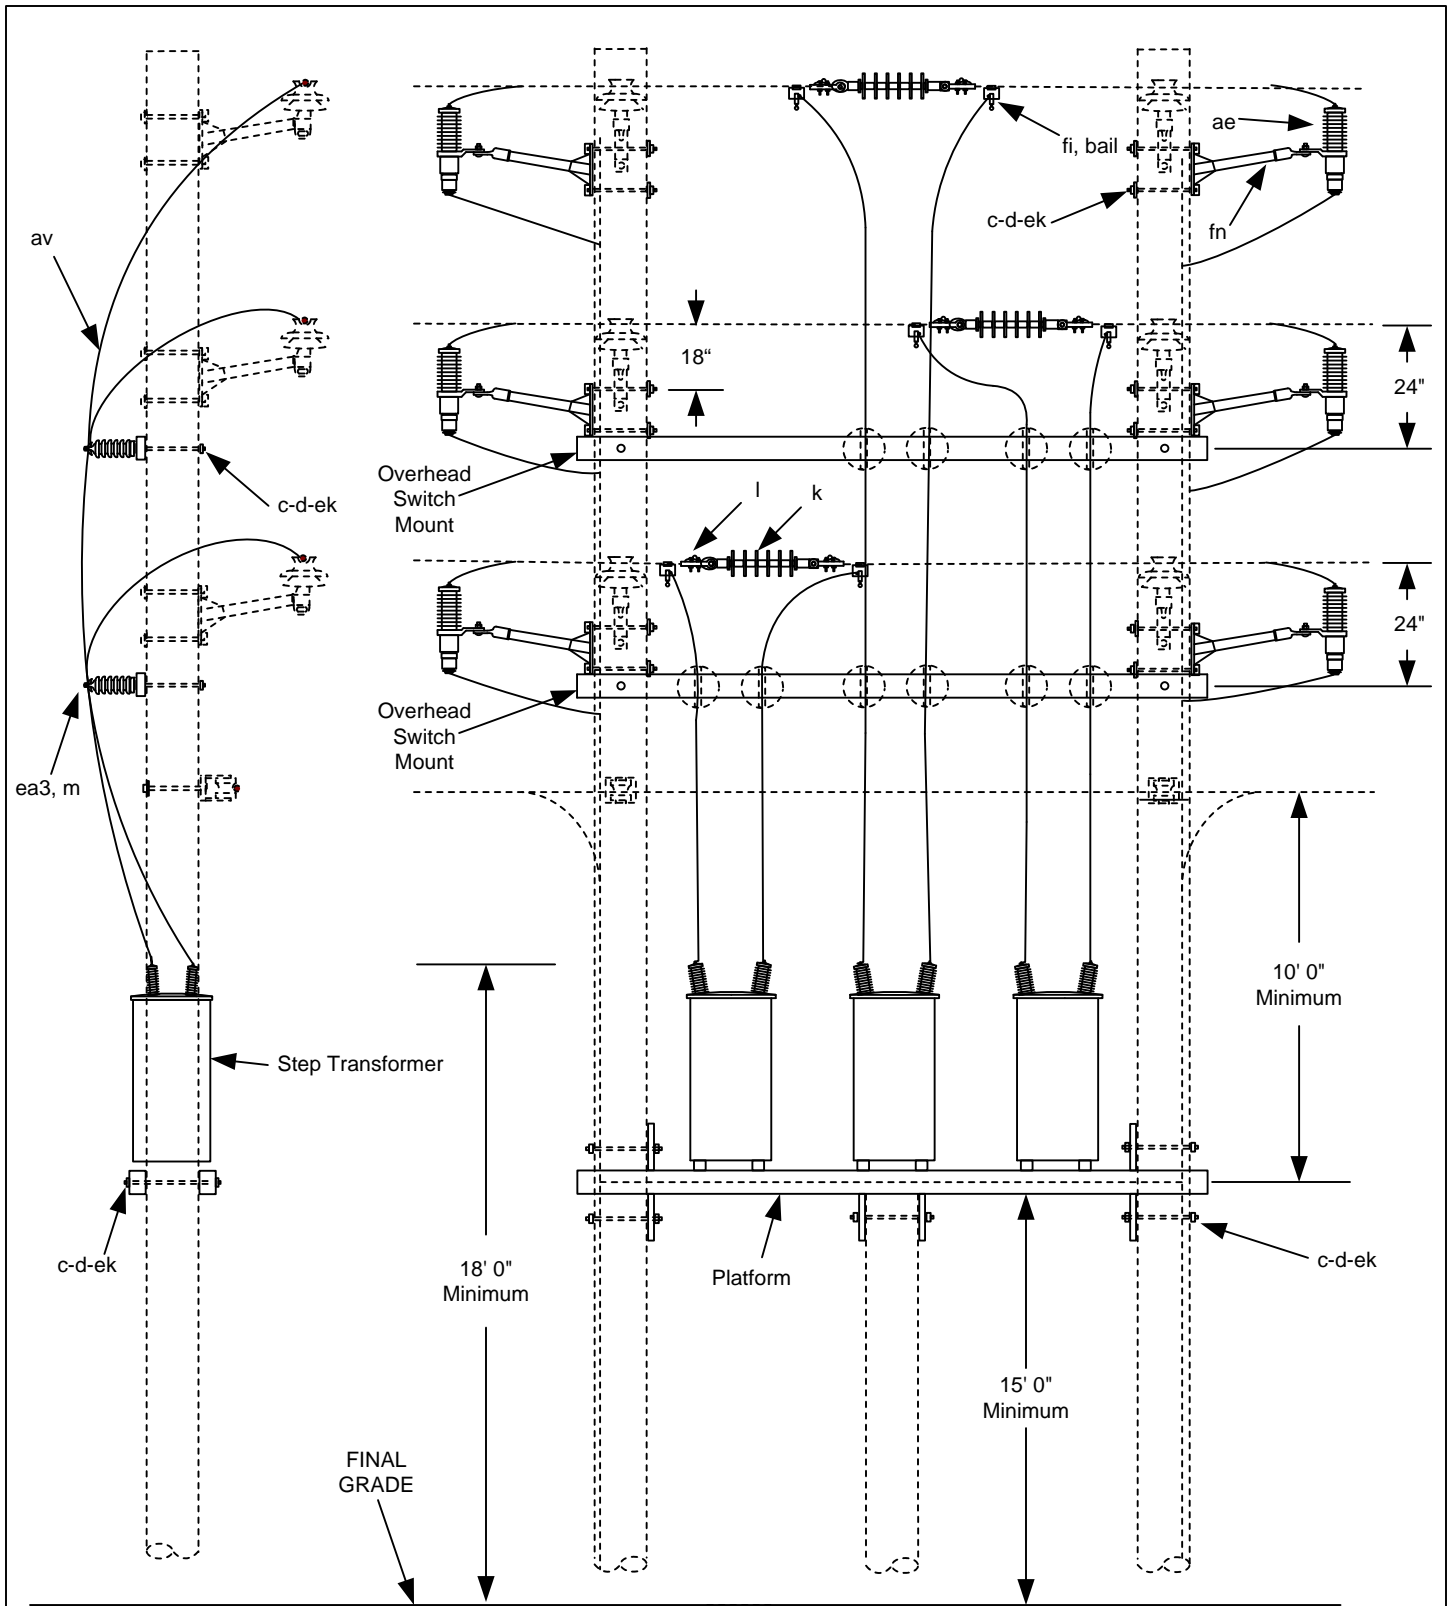 ae
fi, bail
c-d-ek
fn
av
18“
24"
Overhead
Switch
Mount
c-d-ek
l
k
24"
Overhead
Switch
Mount
ea3, m
10' 0"
Minimum
Step Transformer
c-d-ek
18' 0"
Minimum
Platform
c-d-ek
15' 0"
Minimum
FINAL
GRADE